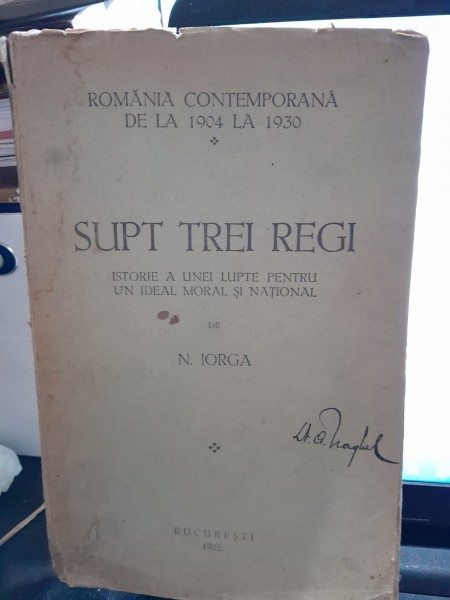 ROMÂNIA CONTEMPORANĂ
DE LA 1904 LA 1930
SUPT TREI REGI
ISTORIE A UNEI LUPTE PENTRU
UN IDEAL MORAL ȘI NAȚIONAL
DE
N. IORGA
BUCUREȘTI
1932.